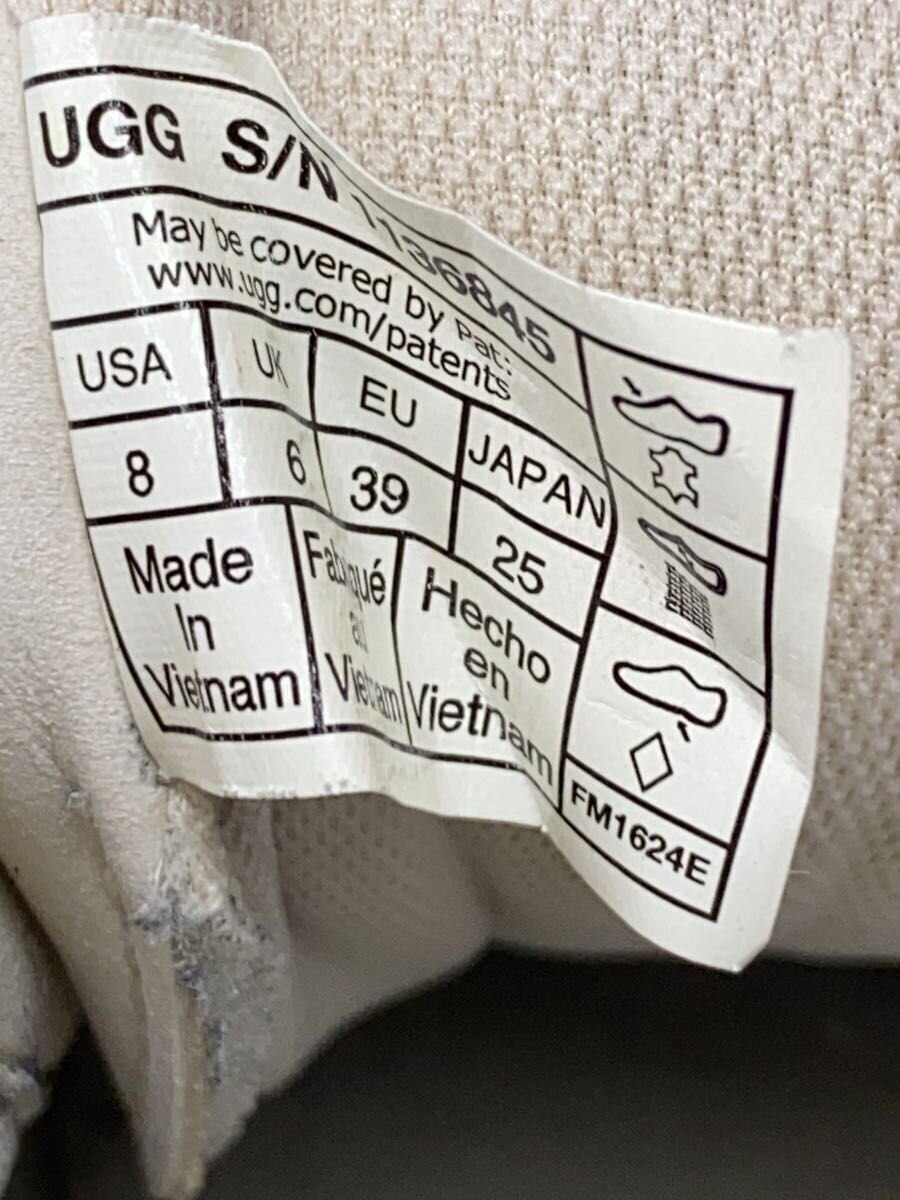 UGG S/N 1136845
May be covered by Pat:
www.ugg.com/patents
USA UK EU JAPAN
8 6 39 25
Made
In
Vietnam
Fabriqué
au
Vietnam
Hecho
en
Vietnam
FM1624E